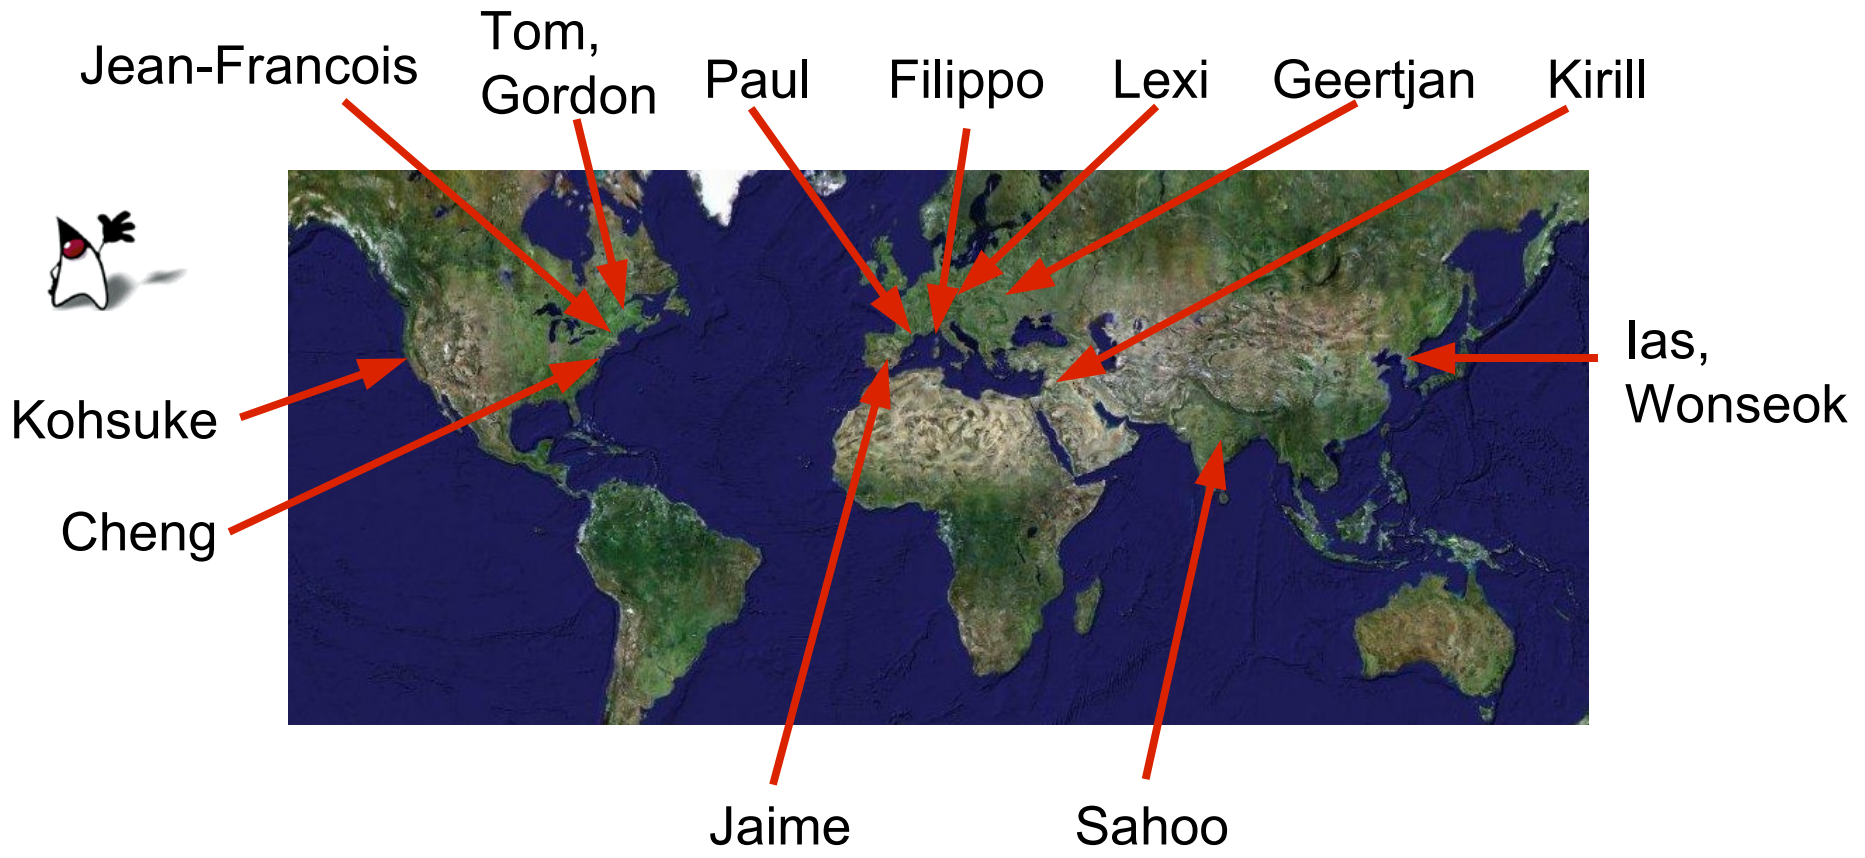 Jean-Francois
Tom,
Gordon
Paul
Filippo
Lexi
Geertjan
Kirill
Kohsuke
Cheng
Ias,
Wonseok
Jaime
Sahoo